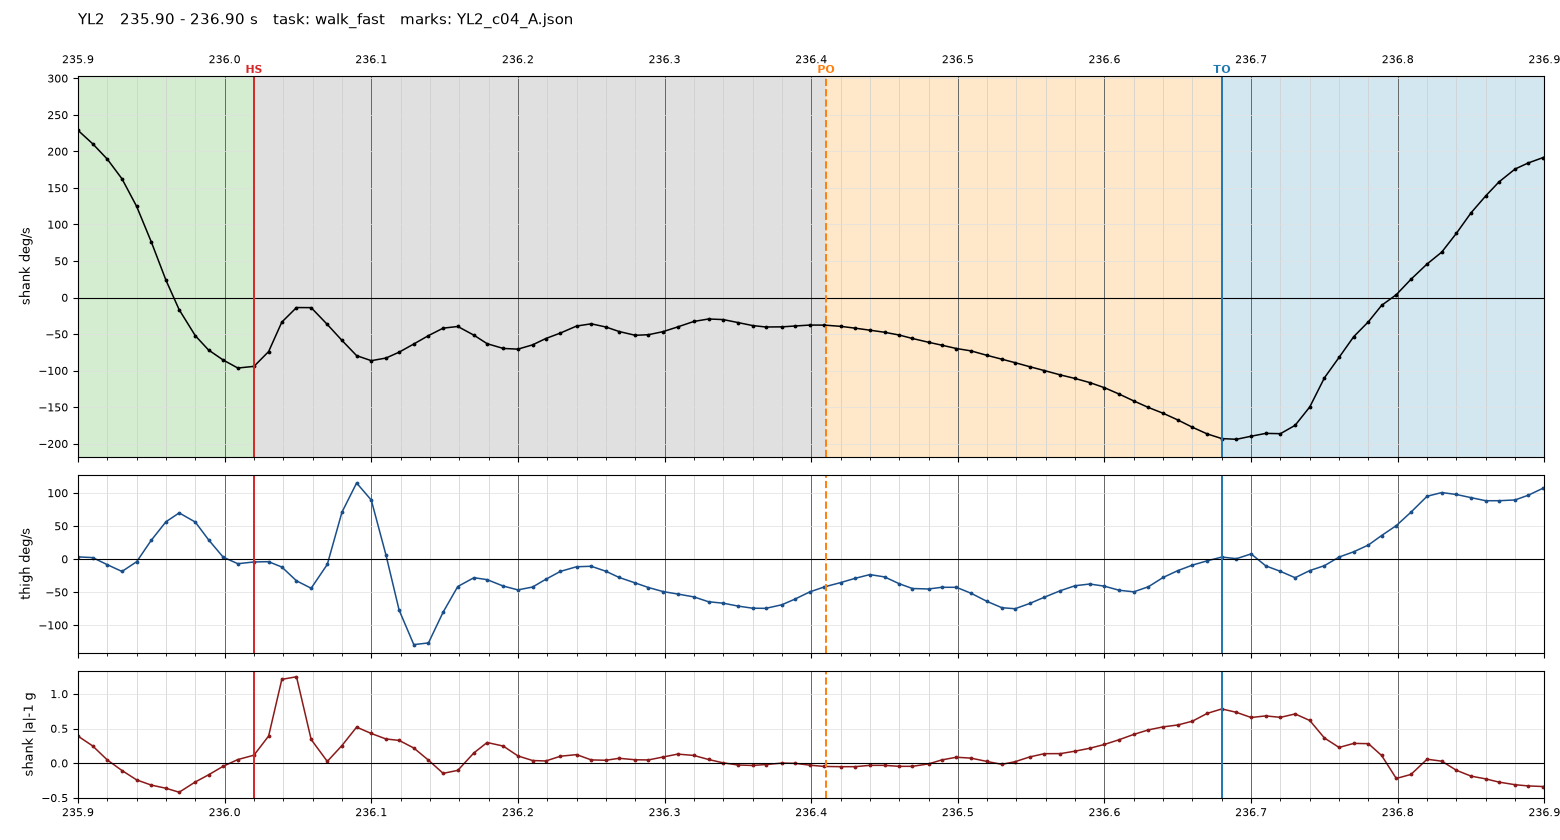 YL2   235.90 - 236.90 s   task: walk_fast   marks: YL2_c04_A.json
235.9 236.0 236.1 236.2 236.3 236.4 236.5 236.6 236.7 236.8 236.9
HS PO TO
300
250
200
150
100
50
0
−50
−100
−150
−200
shank deg/s
100
50
0
−50
−100
thigh deg/s
1.0
0.5
0.0
−0.5
shank |a|-1 g
235.9 236.0 236.1 236.2 236.3 236.4 236.5 236.6 236.7 236.8 236.9